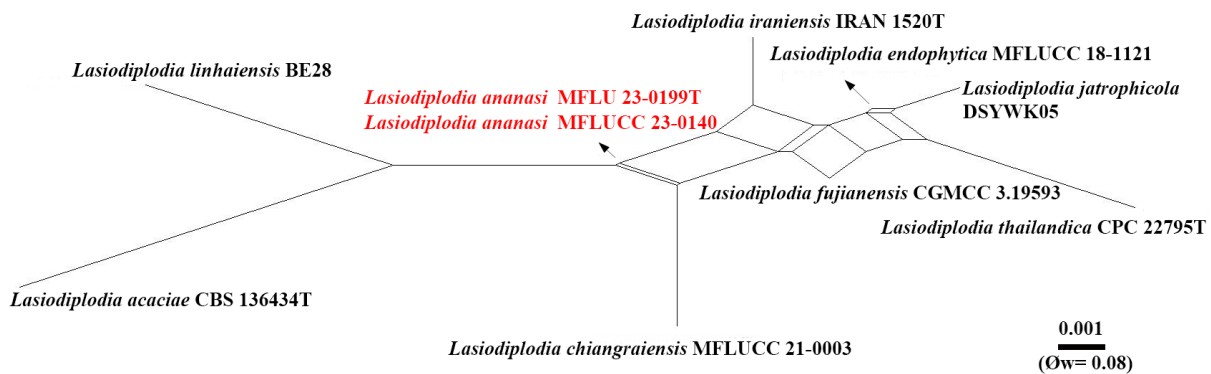 Lasiodiplodia iraniensis IRAN 1520T
Lasiodiplodia endophytica MFLUCC 18-1121
Lasiodiplodia linhaiensis BE28
Lasiodiplodia jatrophicola
DSYWK05
Lasiodiplodia ananasi MFLU 23-0199T
Lasiodiplodia ananasi MFLUCC 23-0140
Lasiodiplodia fujianensis CGMCC 3.19593
Lasiodiplodia thailandica CPC 22795T
Lasiodiplodia acaciae CBS 136434T
Lasiodiplodia chiangraiensis MFLUCC 21-0003
0.001
(Øw= 0.08)